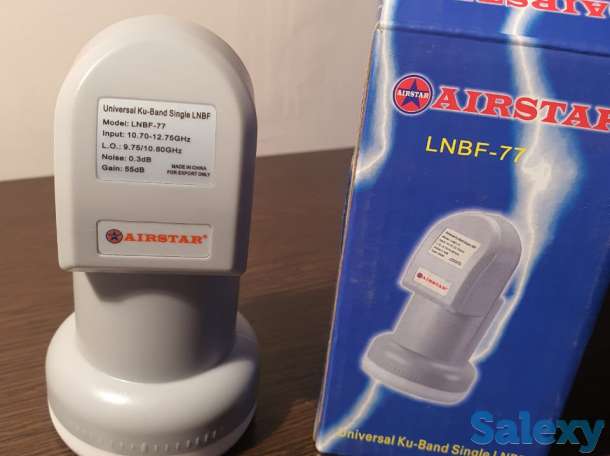 Universal Ku-Band Single LNBF
Model: LNBF-77
Input: 10.70-12.75GHz
L.O.: 9.75/10.60GHz
Noise: 0.3dB
Gain: 55dB
MADE IN CHINA
FOR EXPORT ONLY
AIRSTAR®
AIRSTAR
AIRSTAR
AIRSTAR
LNBF-77
Universal Ku-Band Single LNBF
Salexy